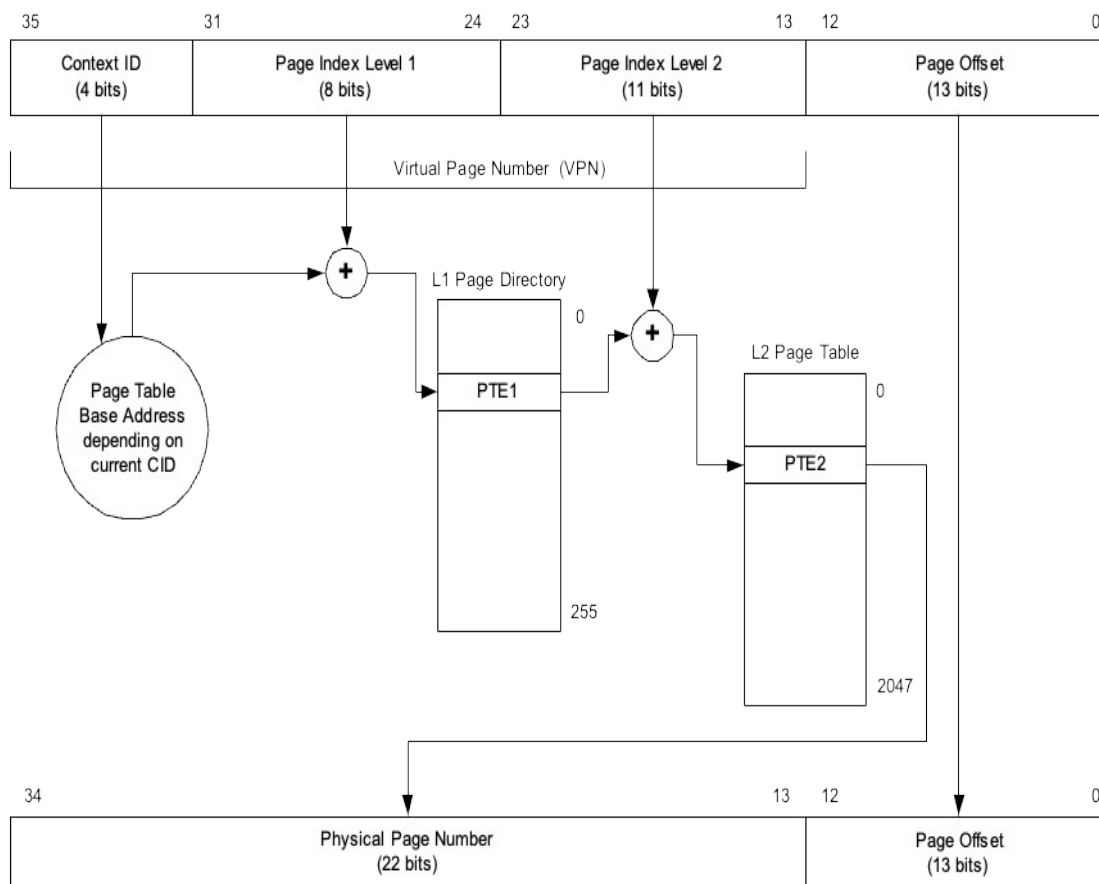 35 31 24 23 13 12 0
Context ID Page Index Level 1 Page Index Level 2 Page Offset
(4 bits) (8 bits) (11 bits) (13 bits)
Virtual Page Number (VPN)
+
L1 Page Directory
0
+
L2 Page Table
Page Table
Base Address
depending on
current CID
PTE1
0
PTE2
255
2047
34 13 12 0
Physical Page Number Page Offset
(22 bits) (13 bits)